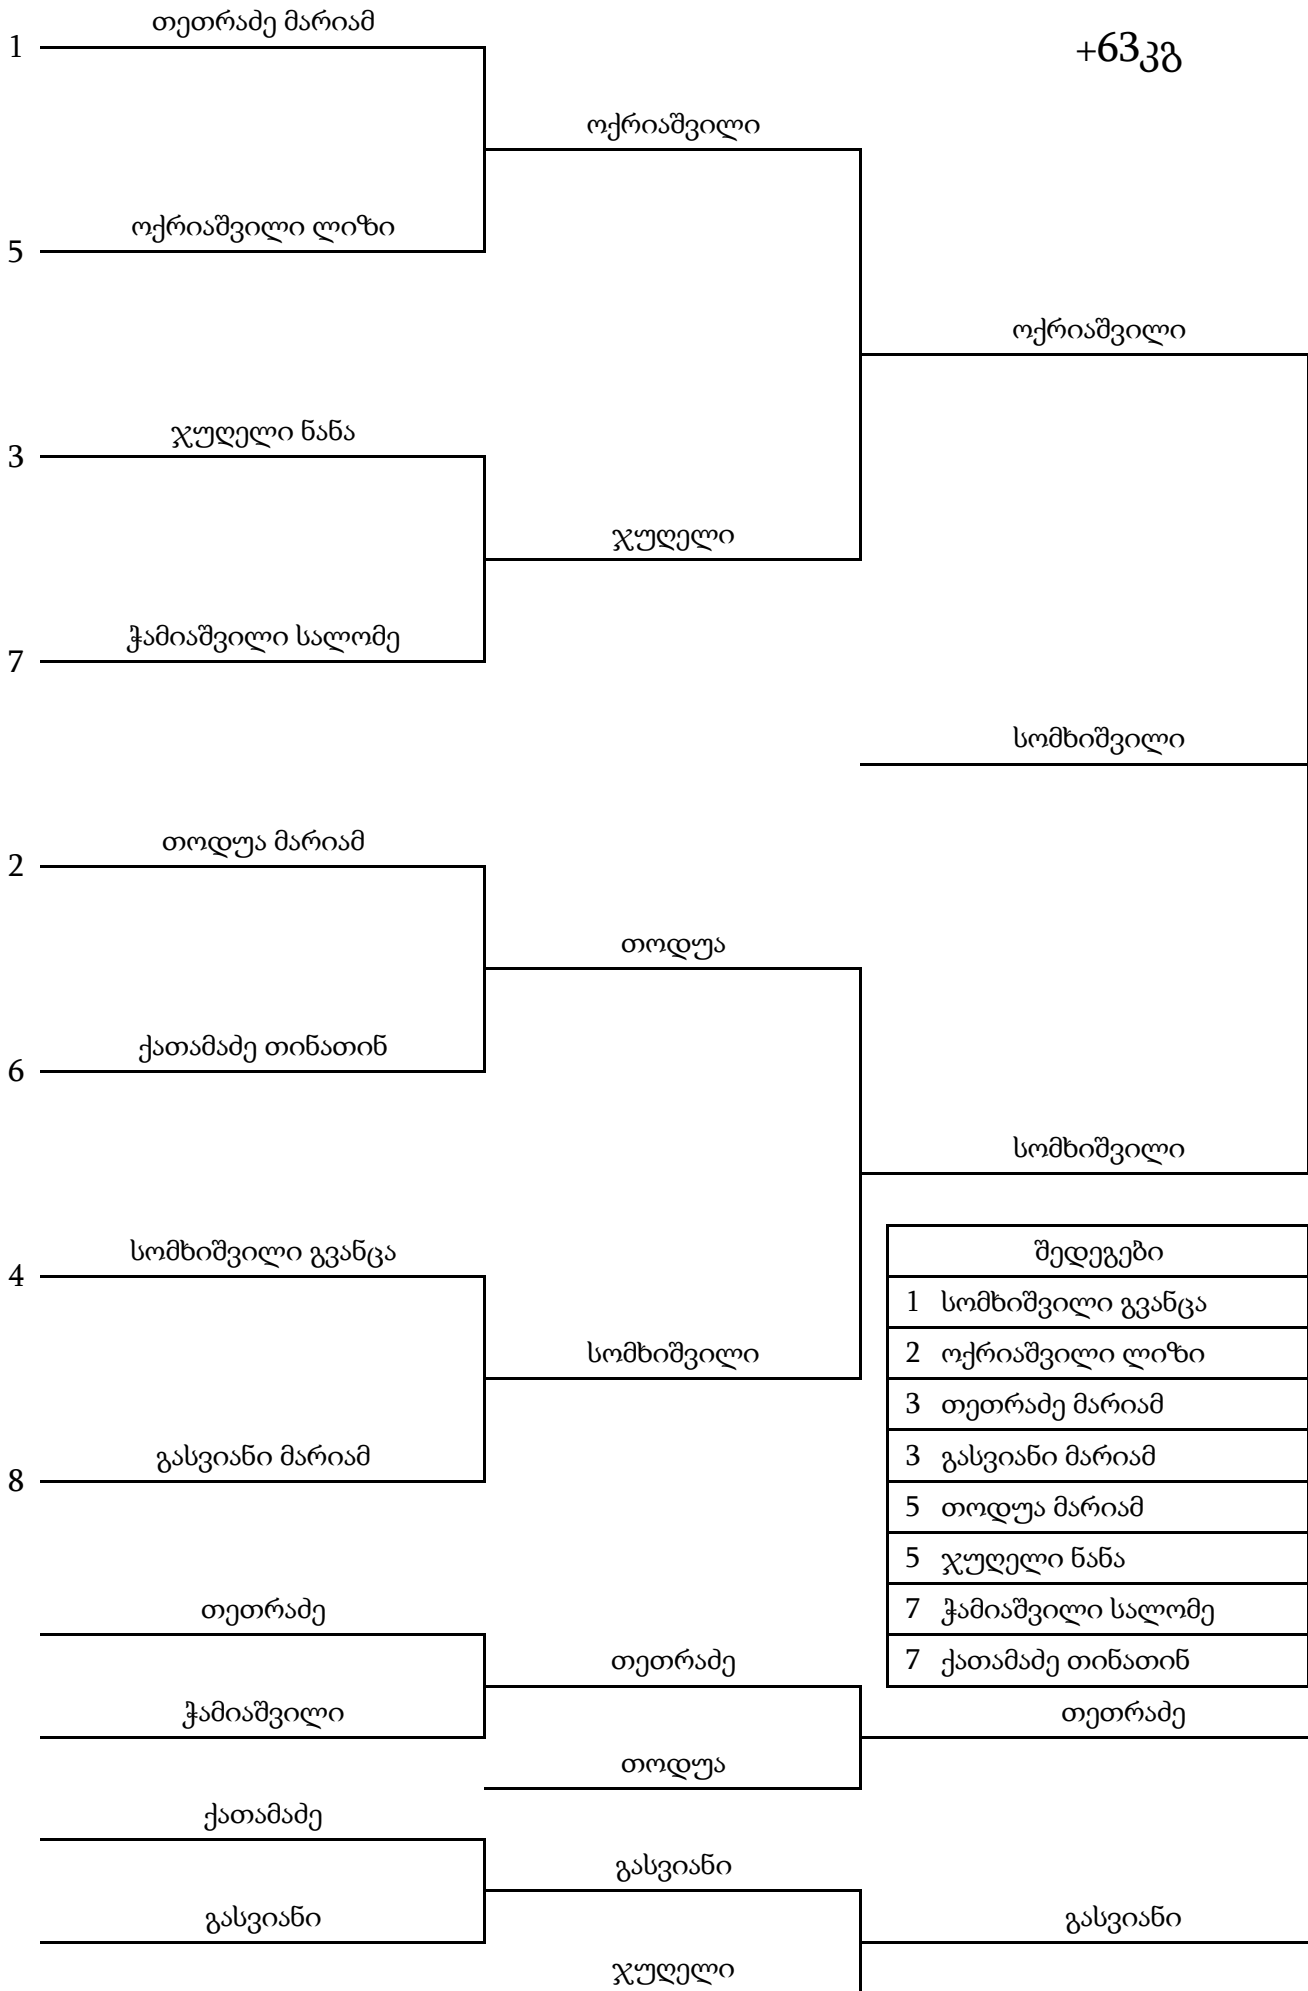 თეთრაძე მარიამ
1
+63კგ
ოქრიაშვილი
ოქრიაშვილი ლიზი
5
ოქრიაშვილი
ჯუღელი ნანა
3
ჯუღელი
ჭამიაშვილი სალომე
7
სომხიშვილი
თოდუა მარიამ
2
თოდუა
ქათამაძე თინათინ
6
სომხიშვილი
სომხიშვილი გვანცა
4
შედეგები
1 სომხიშვილი გვანცა
სომხიშვილი
2 ოქრიაშვილი ლიზი
3 თეთრაძე მარიამ
გასვიანი მარიამ
8
3 გასვიანი მარიამ
5 თოდუა მარიამ
5 ჯუღელი ნანა
თეთრაძე
7 ჭამიაშვილი სალომე
თეთრაძე
7 ქათამაძე თინათინ
ჭამიაშვილი
თეთრაძე
თოდუა
ქათამაძე
გასვიანი
გასვიანი
გასვიანი
ჯუღელი